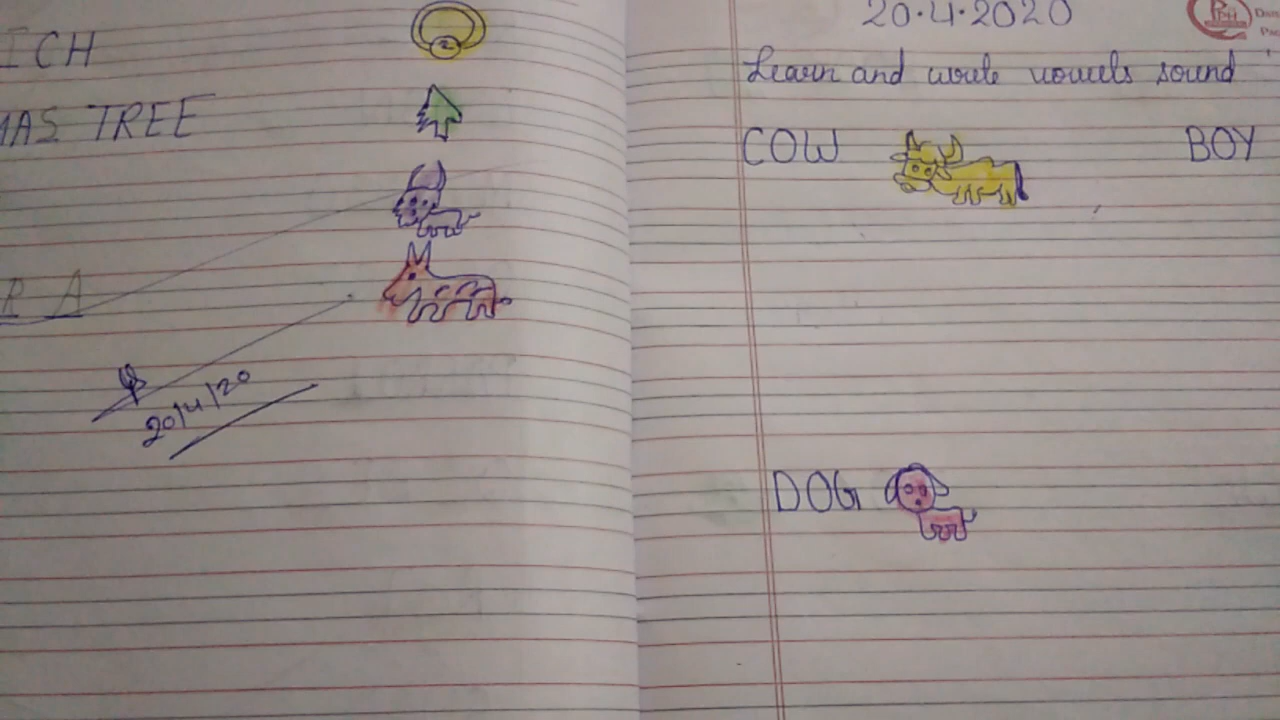 ICH
MAS TREE
R A
20/4/20
20.4.2020
Learn and write vowels sound
COW BOY
DOG